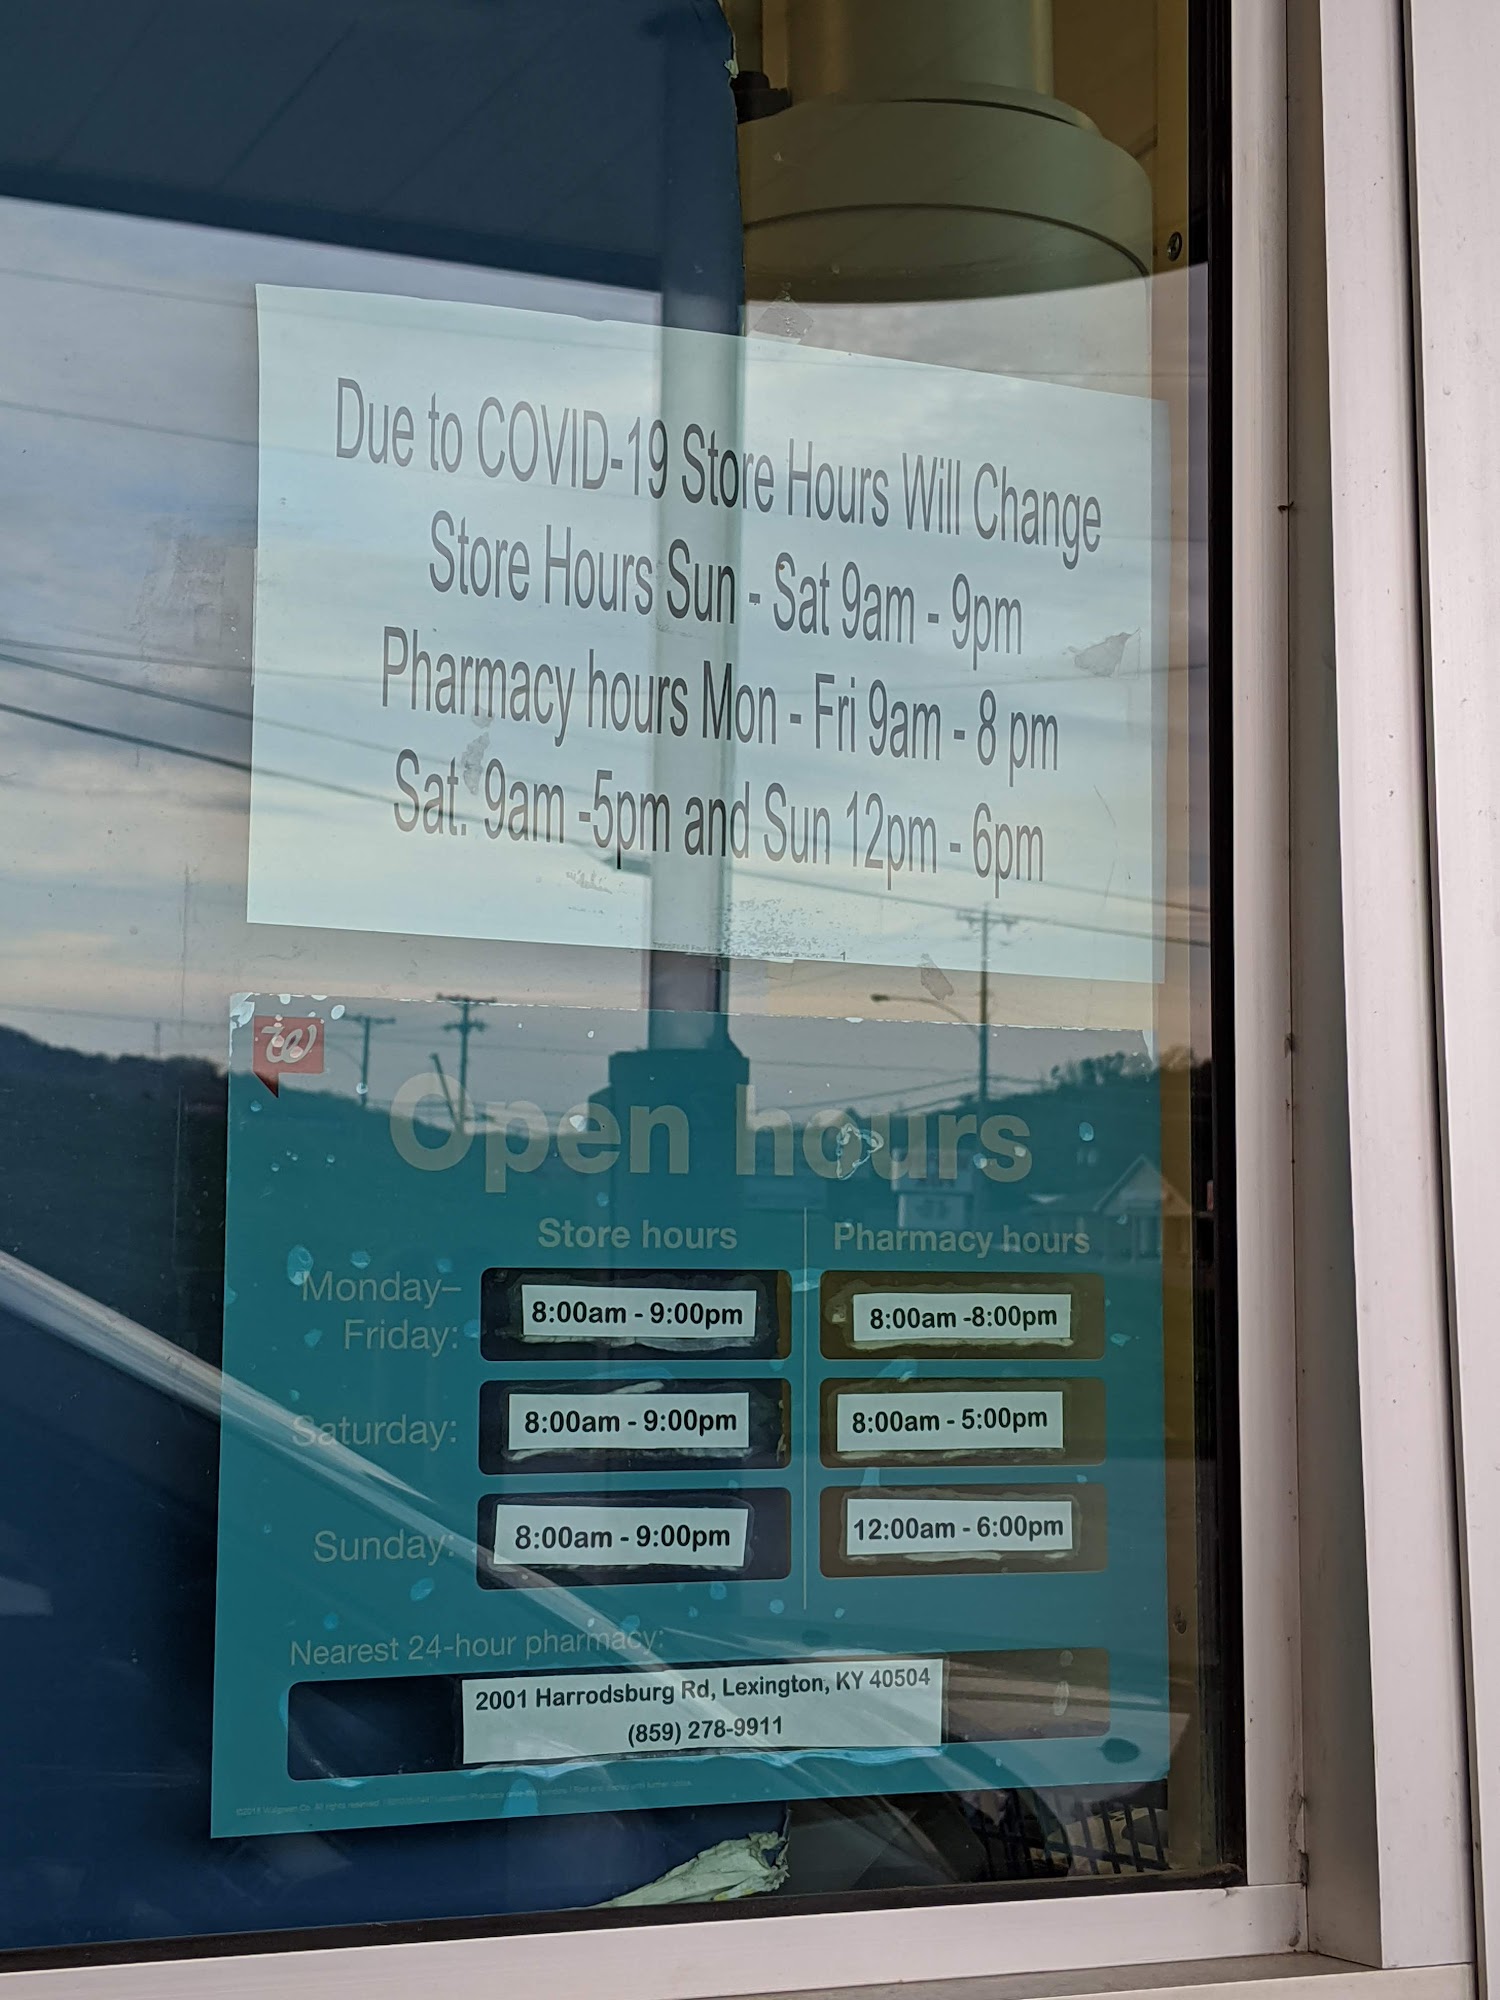 Due to COVID-19 Store Hours Will Change
Store Hours Sun - Sat 9am - 9pm
Pharmacy hours Mon - Fri 9am - 8 pm
Sat. 9am -5pm and Sun 12pm - 6pm
W
Open hours
Store hours Pharmacy hours
Monday–
Friday: 8:00am - 9:00pm 8:00am -8:00pm
Saturday: 8:00am - 9:00pm 8:00am - 5:00pm
Sunday: 8:00am - 9:00pm 12:00am - 6:00pm
Nearest 24-hour pharmacy:
2001 Harrodsburg Rd, Lexington, KY 40504
(859) 278-9911